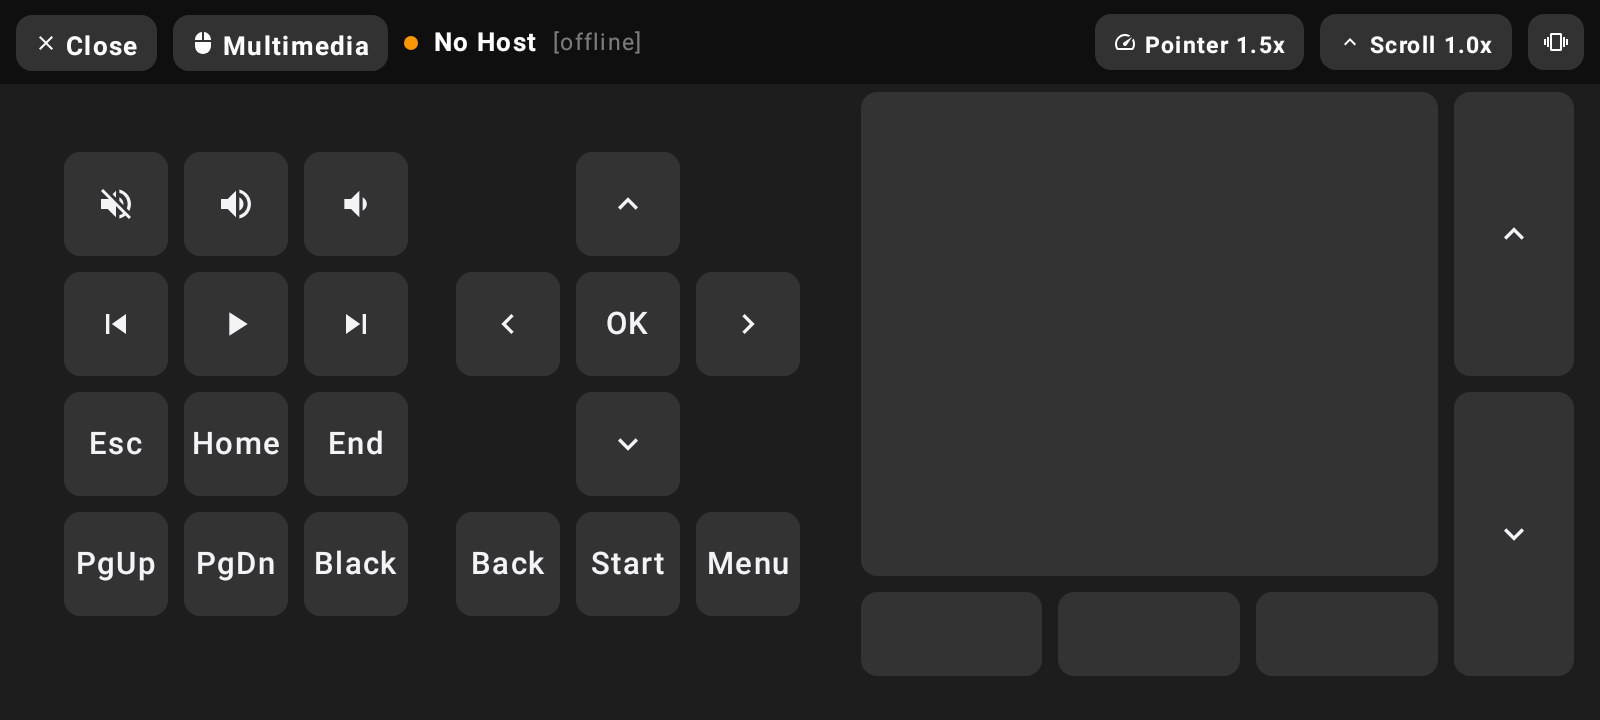 Close Multimedia No Host [offline] Pointer 1.5x Scroll 1.0x
OK
Esc Home End
PgUp PgDn Black Back Start Menu